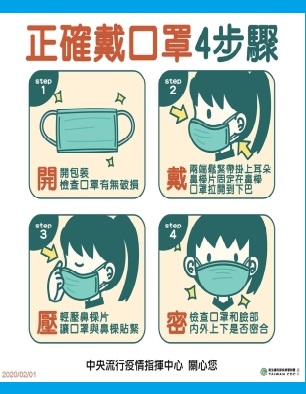 正確戴口罩4步驟
step
1
開
開包裝
檢查口罩有無破損
step
2
戴
兩端鬆緊帶掛上耳朵
鼻樑片固定在鼻樑
口罩拉開到下巴
step
3
壓
輕壓鼻樑片
讓口罩與鼻樑貼緊
step
4
密
檢查口罩和臉部
內外上下是否密合
中央流行疫情指揮中心 關心您
2020/02/01
TAIWAN CDC